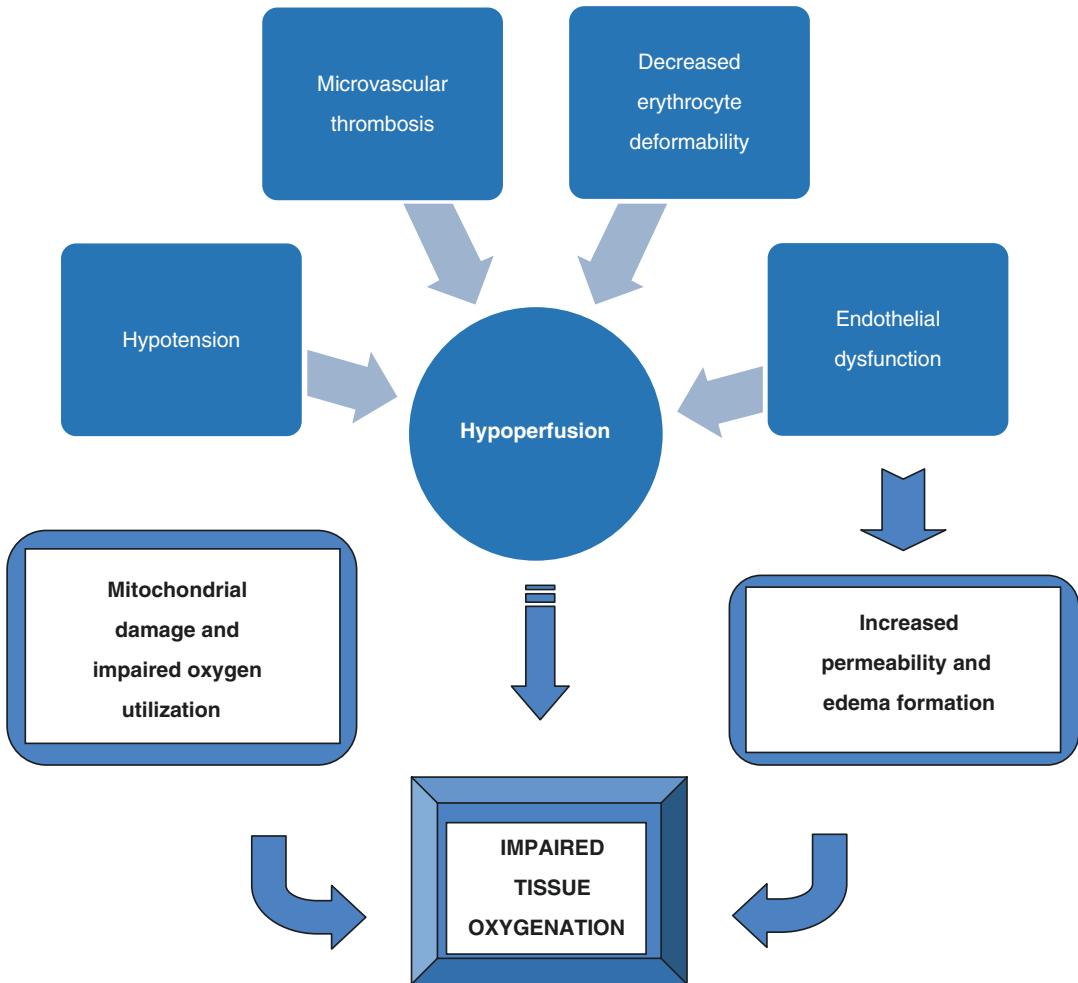 Microvascular
thrombosis
Decreased
erythrocyte
deformability
Hypotension
Endothelial
dysfunction
Hypoperfusion
Mitochondrial
damage and
impaired oxygen
utilization
Increased
permeability and
edema formation
IMPAIRED
TISSUE
OXYGENATION